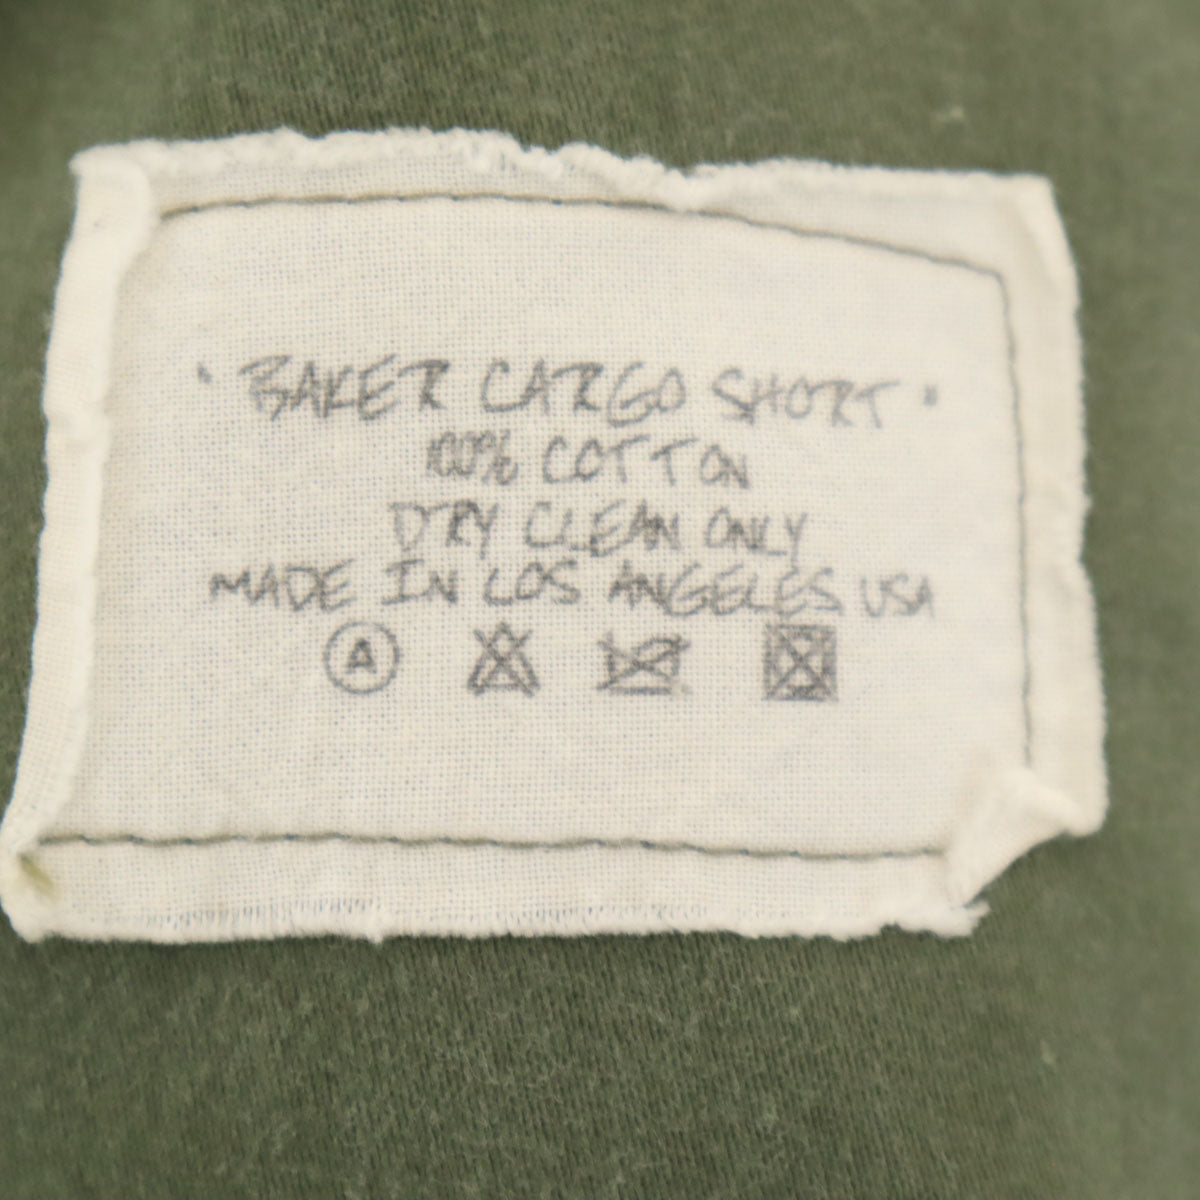 "BAKER CARGO SHORT"
100% COTTON
DRY CLEAN ONLY
MADE IN LOS ANGELES USA
A